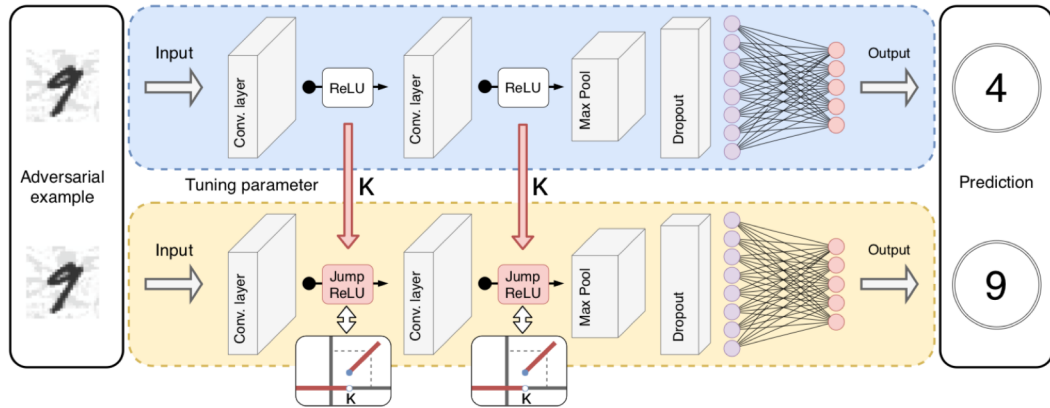 Adversarial
example
Input
Conv. layer
ReLU
Conv. layer
ReLU
Max Pool
Dropout
Output
4
Tuning parameter
K
K
Prediction
Input
Conv. layer
Jump
ReLU
Conv. layer
Jump
ReLU
Max Pool
Dropout
Output
9
K
K